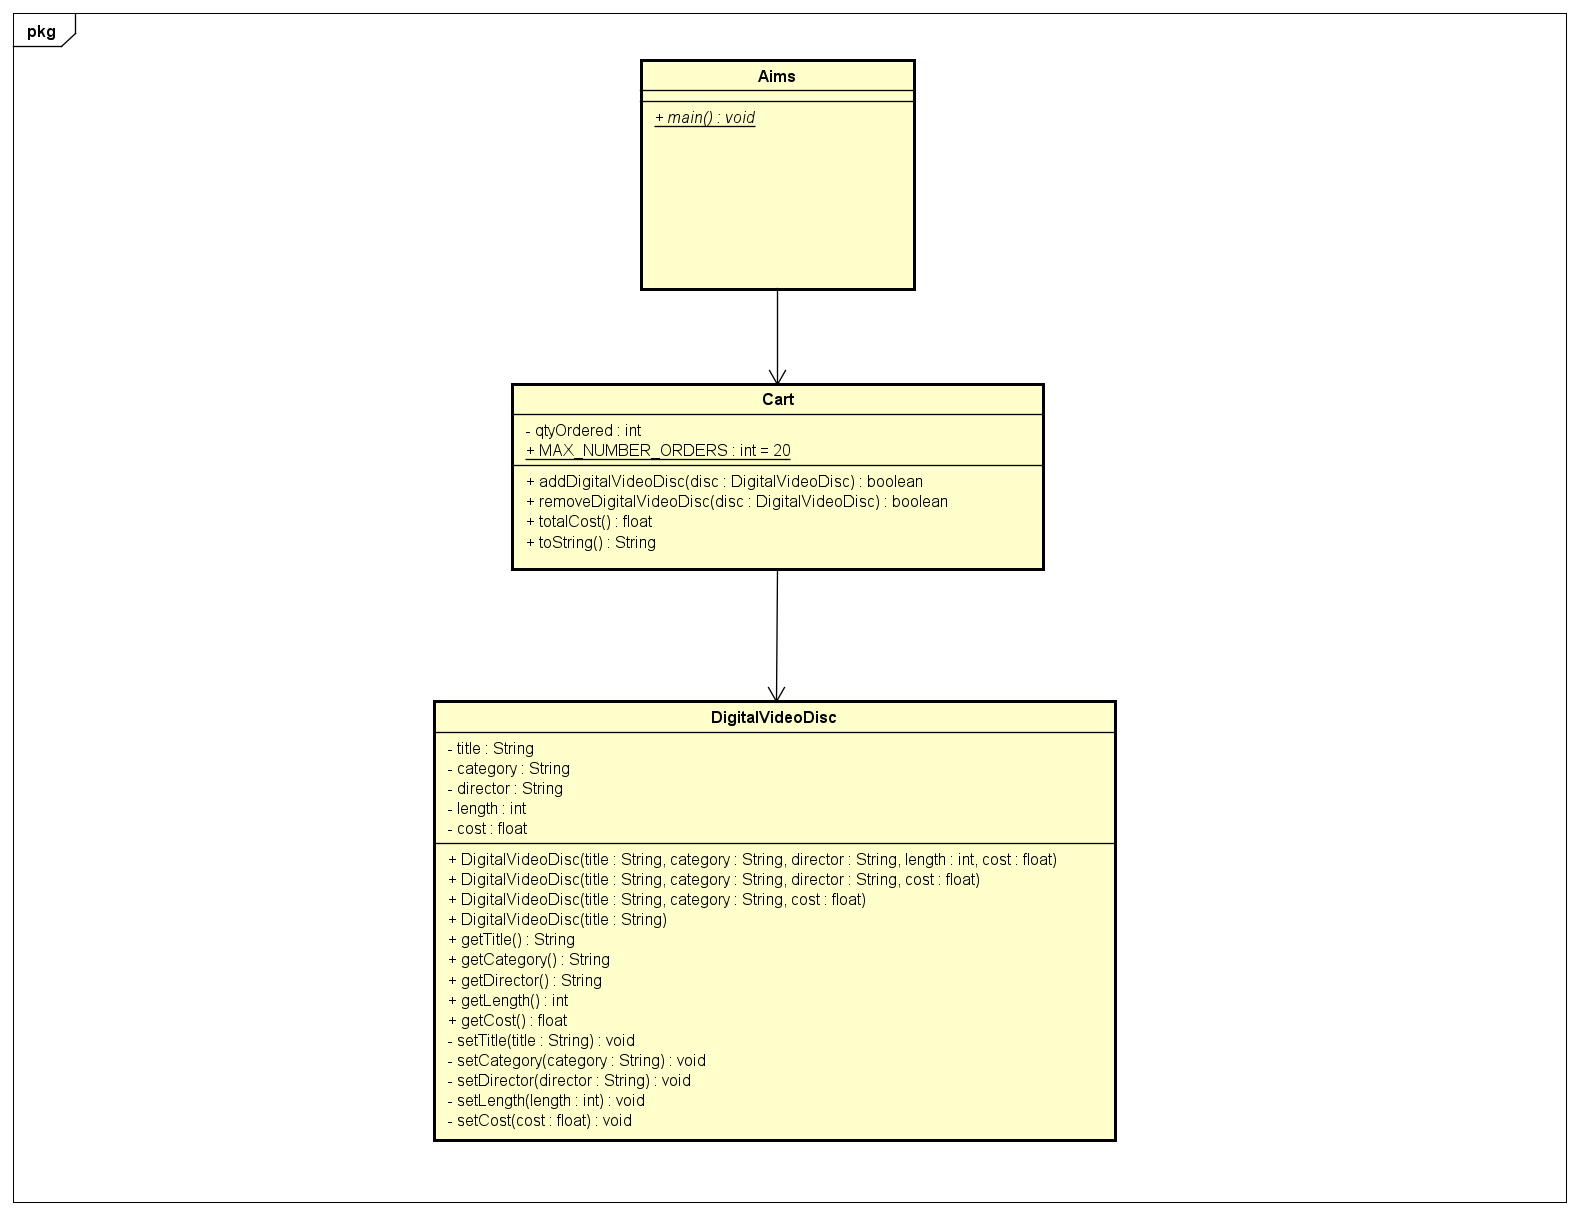 pkg
Aims
+ main() : void
Cart
- qtyOrdered : int
+ MAX_NUMBER_ORDERS : int = 20
+ addDigitalVideoDisc(disc : DigitalVideoDisc) : boolean
+ removeDigitalVideoDisc(disc : DigitalVideoDisc) : boolean
+ totalCost() : float
+ toString() : String
DigitalVideoDisc
- title : String
- category : String
- director : String
- length : int
- cost : float
+ DigitalVideoDisc(title : String, category : String, director : String, length : int, cost : float)
+ DigitalVideoDisc(title : String, category : String, director : String, cost : float)
+ DigitalVideoDisc(title : String, category : String, cost : float)
+ DigitalVideoDisc(title : String)
+ getTitle() : String
+ getCategory() : String
+ getDirector() : String
+ getLength() : int
+ getCost() : float
- setTitle(title : String) : void
- setCategory(category : String) : void
- setDirector(director : String) : void
- setLength(length : int) : void
- setCost(cost : float) : void